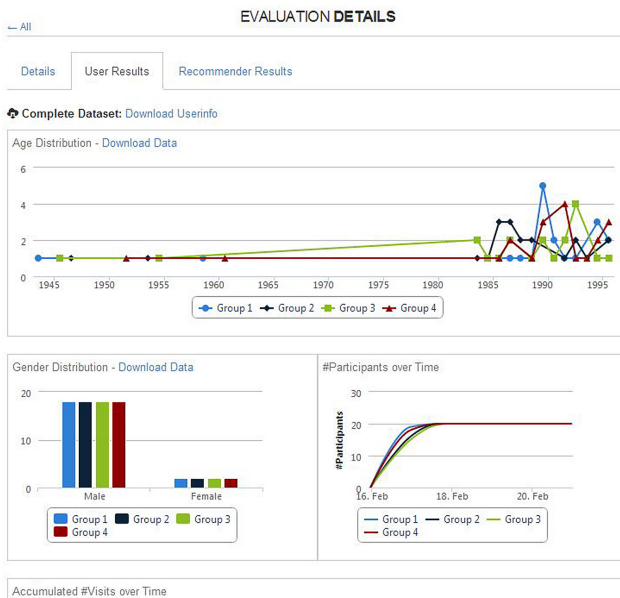 EVALUATION DETAILS
← All
Details User Results Recommender Results
Complete Dataset: Download Userinfo
Age Distribution - Download Data
6
4
2
0
1945 1950 1955 1960 1965 1970 1975 1980 1985 1990 1995
Group 1 Group 2 Group 3 Group 4
Gender Distribution - Download Data
20
10
0
Male Female
Group 1 Group 2 Group 3
Group 4
#Participants over Time
#Participants
30
20
10
0
16. Feb 18. Feb 20. Feb
Group 1 Group 2 Group 3
Group 4
Accumulated #Visits over Time